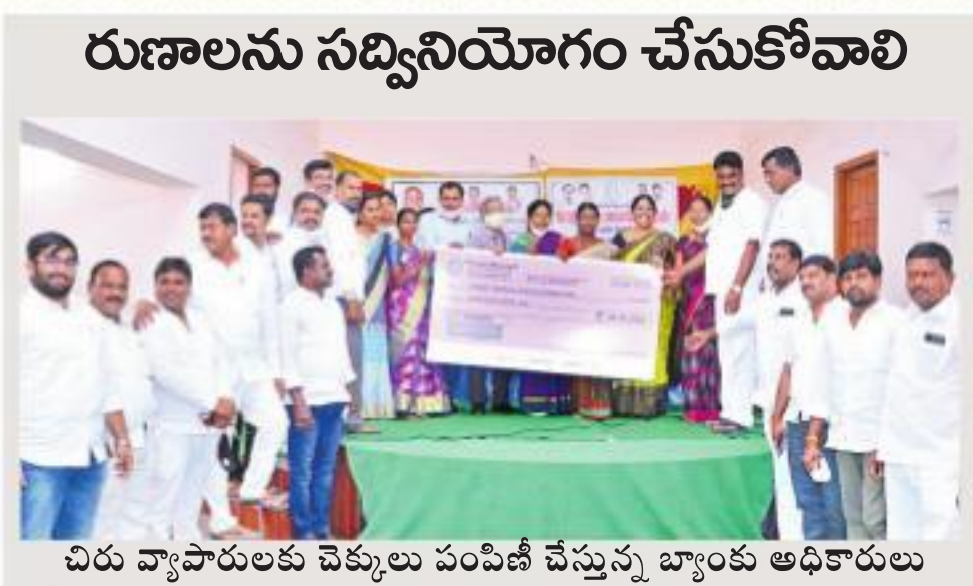 రుణాలను సద్వినియోగం చేసుకోవాలి
చిరు వ్యాపారులకు చెక్కులు పంపిణీ చేస్తున్న బ్యాంకు అధికారులు